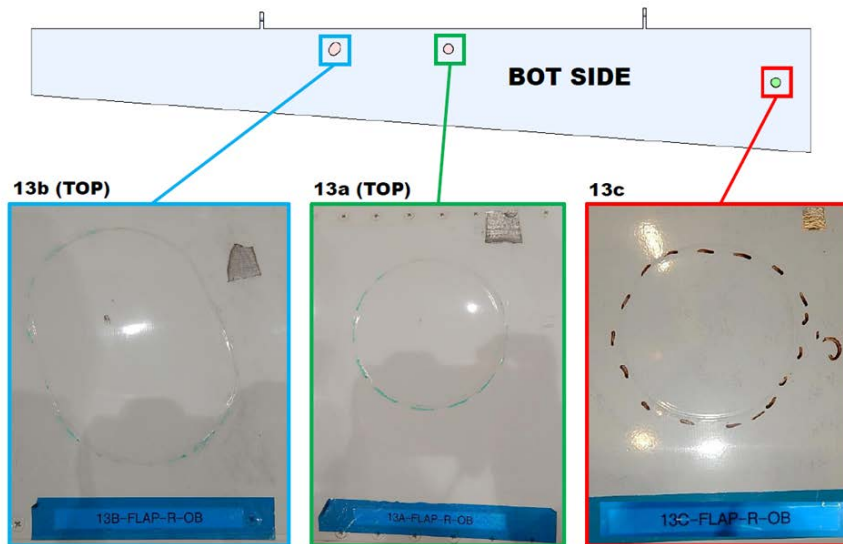 BOT SIDE
13b (TOP)
13a (TOP)
13c
13B-FLAP-R-OB
13A-FLAP-R-OB
13C-FLAP-R-OB